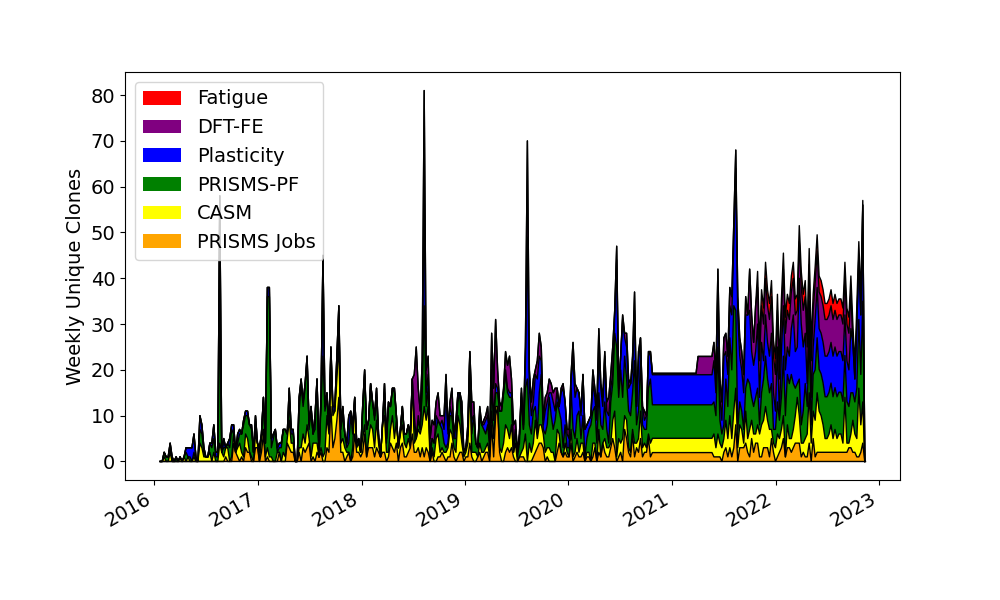 80
70
60
50
40
30
20
10
0
Weekly Unique Clones
Fatigue
DFT-FE
Plasticity
PRISMS-PF
CASM
PRISMS Jobs
2016
2017
2018
2019
2020
2021
2022
2023